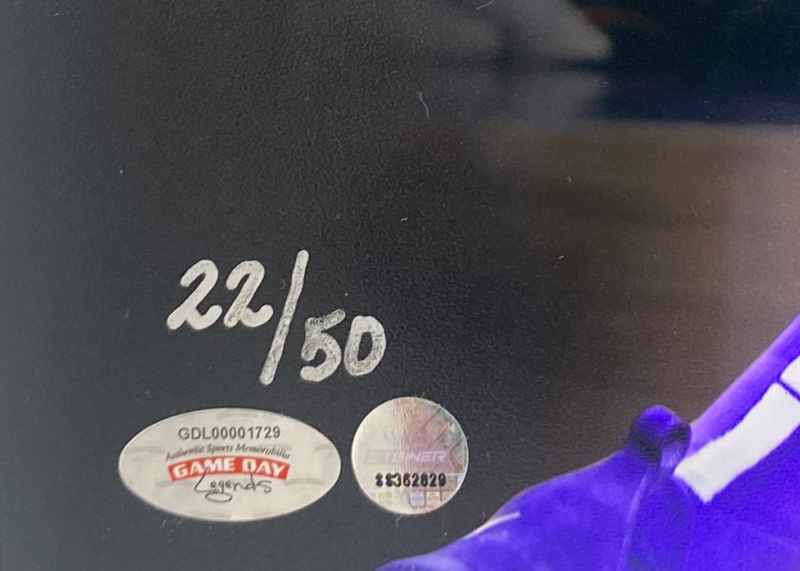 22/50
GDL00001729
Authentic Sports Memorabilia
GAME DAY
Legends
STEINER
SS362829